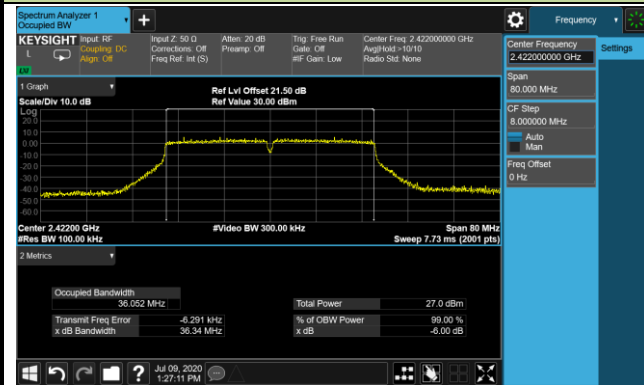 Spectrum Analyzer 1
Occupied BW
+
Frequency
KEYSIGHT
L
Input: RF
Coupling: DC
Align: Off
Input Z: 50 Ω
Corrections: Off
Freq Ref: Int (S)
Atten: 20 dB
Preamp: Off
Trig: Free Run
Gate: Off
#IF Gain: Low
Center Freq: 2.422000000 GHz
Avg|Hold:>10/10
Radio Std: None
Center Frequency
2.422000000 GHz
Settings
Span
80.000 MHz
CF Step
8.000000 MHz
Auto
Man
Freq Offset
0 Hz
1 Graph
Scale/Div 10.0 dB
Ref Lvl Offset 21.50 dB
Ref Value 30.00 dBm
Log
20.0
10.0
0.00
-10.0
-20.0
-30.0
-40.0
-50.0
-60.0
Center 2.42200 GHz
#Video BW 300.00 kHz
Span 80 MHz
#Res BW 100.00 kHz
Sweep 7.73 ms (2001 pts)
2 Metrics
Occupied Bandwidth
36.052 MHz
Total Power 27.0 dBm
Transmit Freq Error -6.291 kHz
% of OBW Power 99.00 %
x dB Bandwidth 36.34 MHz
x dB -6.00 dB
?
Jul 09, 2020
1:27:11 PM